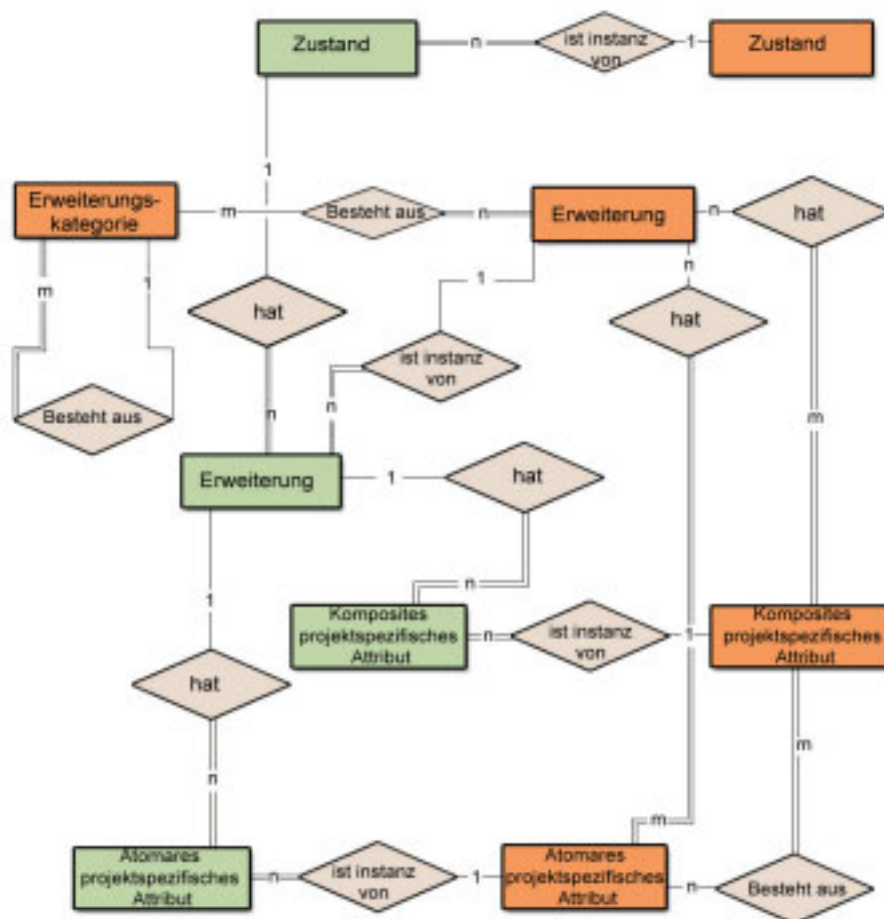 Zustand
n
ist instanz
von
1
Zustand
1
Erweiterungs-
kategorie
m
Besteht aus
n
Erweiterung
n
hat
m
1
hat
1
n
hat
ist instanz
von
Besteht aus
n
n
m
Erweiterung
1
hat
1
n
Komposites
projektspezifisches
Attribut
n
ist instanz
von
1
Komposites
projektspezifisches
Attribut
hat
m
n
m
Atomares
projektspezifisches
Attribut
n
ist instanz
von
1
Atomares
projektspezifisches
Attribut
n
Besteht aus